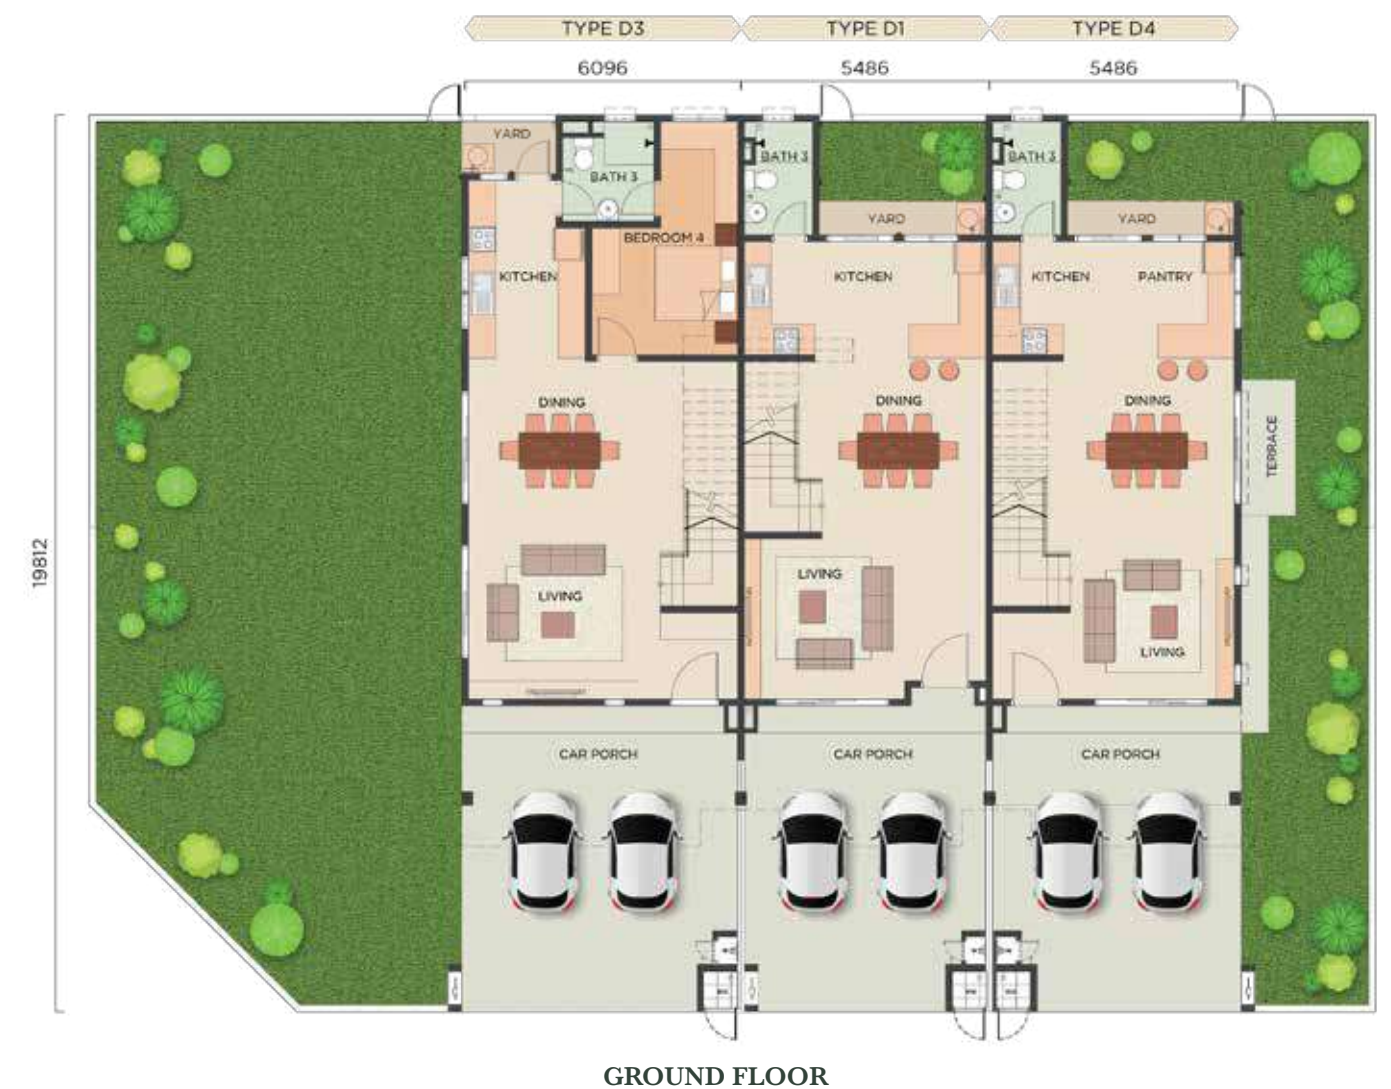 TYPE D3 TYPE D1 TYPE D4
6096 5486 5486
YARD
BATH 3 BATH 3 BATH 3
YARD YARD
BEDROOM 4
KITCHEN KITCHEN KITCHEN PANTRY
DINING DINING DINING
TERRACE
19812
LIVING LIVING LIVING
CAR PORCH CAR PORCH CAR PORCH
GROUND FLOOR